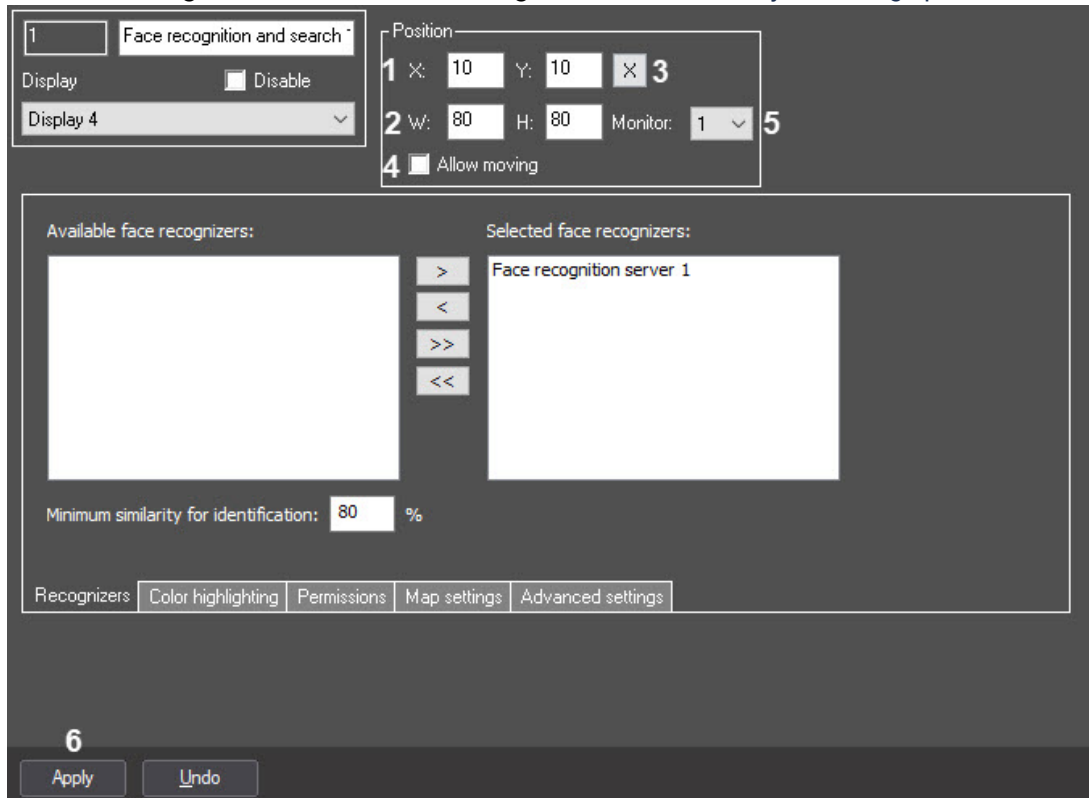 1 Face recognition and search
Display Disable
Display 4
Position
1 X: 10 Y: 10 X 3
2 W: 80 H: 80 Monitor: 1 5
4 Allow moving
Available face recognizers: Selected face recognizers:
Face recognition server 1
>
<
>>
<<
Minimum similarity for identification: 80 %
Recognizers Color highlighting Permissions Map settings Advanced settings
6
Apply Undo